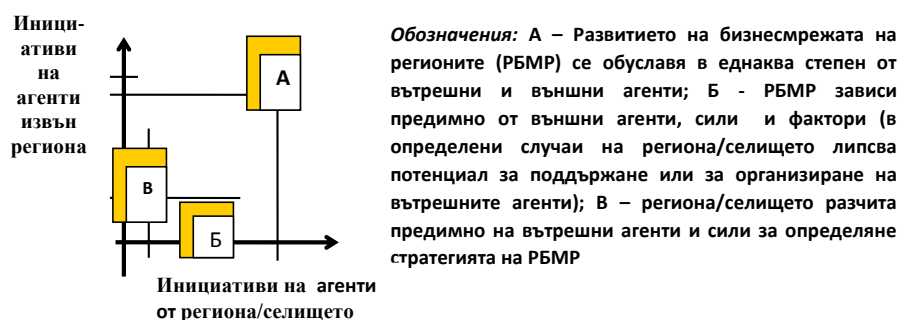 Иници-
ативи
на
агенти
извън
региона
А
В
Б
Инициативи на агенти
от региона/селището
Обозначения: А – Развитието на бизнесмрежата на
регионите (РБМР) се обуславя в еднаква степен от
вътрешни и външни агенти; Б - РБМР зависи
предимно от външни агенти, сили и фактори (в
определени случаи на региона/селището липсва
потенциал за поддържане или за организиране на
вътрешните агенти); В – региона/селището разчита
предимно на вътрешни агенти и сили за определяне
стратегията на РБМР